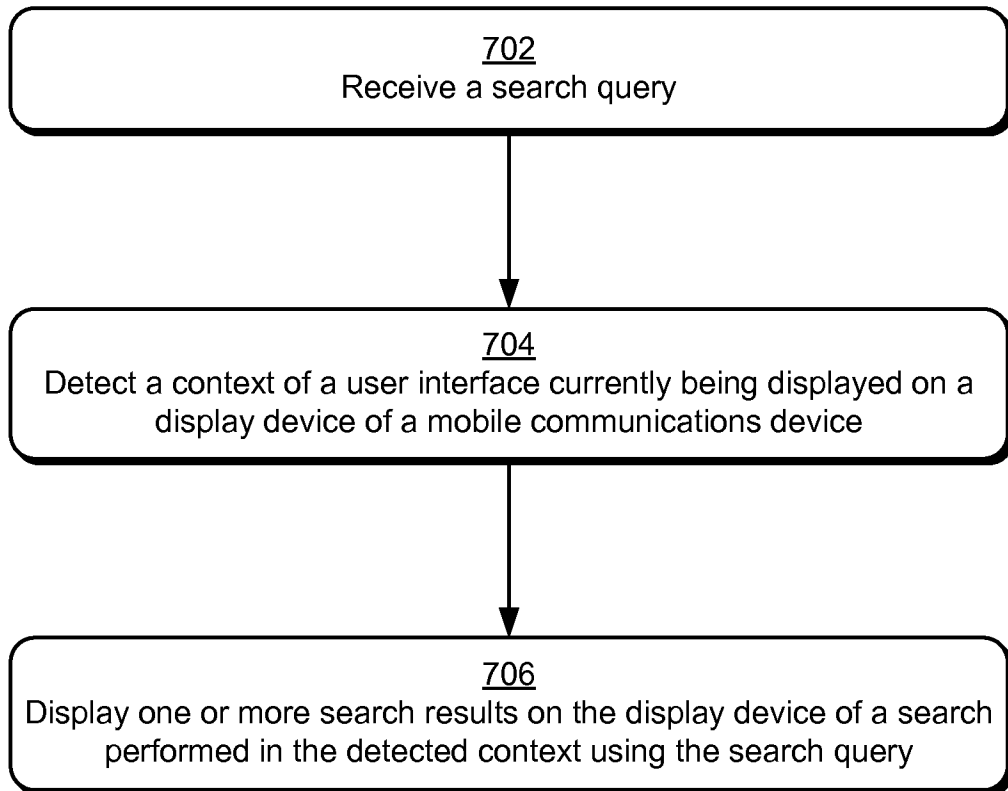 702
Receive a search query
704
Detect a context of a user interface currently being displayed on a
display device of a mobile communications device
706
Display one or more search results on the display device of a search
performed in the detected context using the search query